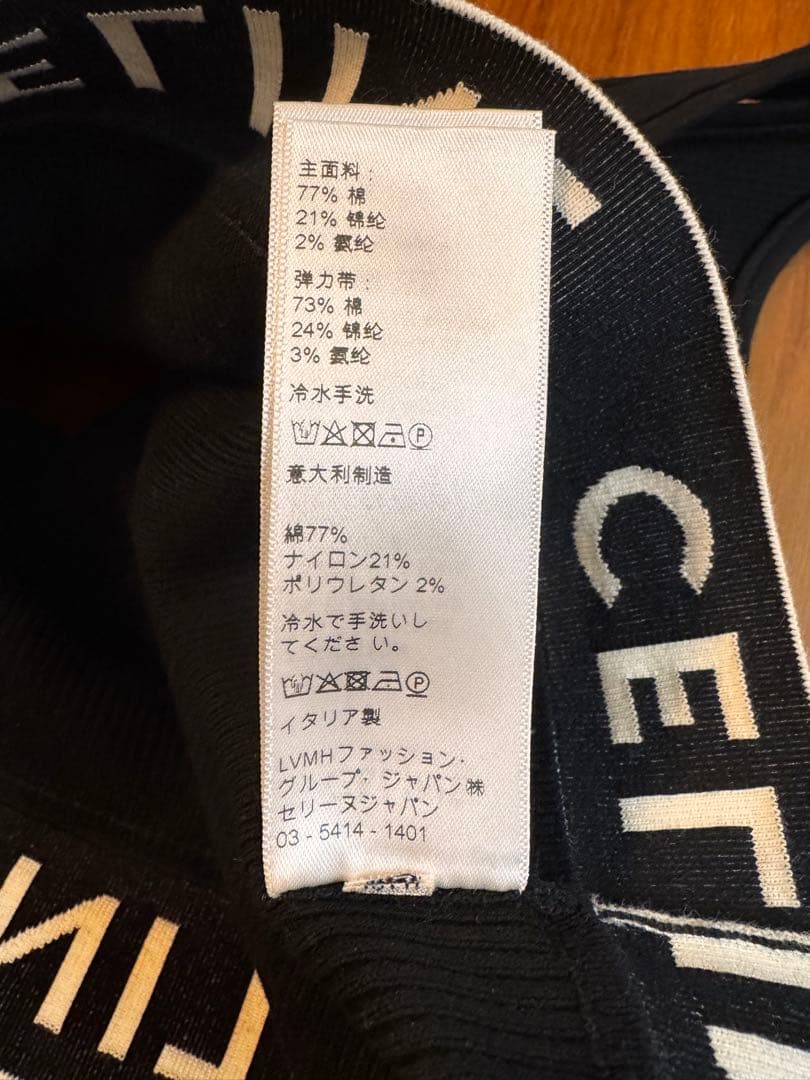 主面料：
77% 棉
21% 锦纶
2% 氨纶
弹力带：
73% 棉
24% 锦纶
3% 氨纶
冷水手洗
P
意大利制造
綿77%
ナイロン21%
ポリウレタン 2%
冷水で手洗いし
てくださ い。
P
イタリア製
LVMHファッション・
グループ・ジャパン㈱
セリーヌジャパン
03 - 5414 - 1401
CEL